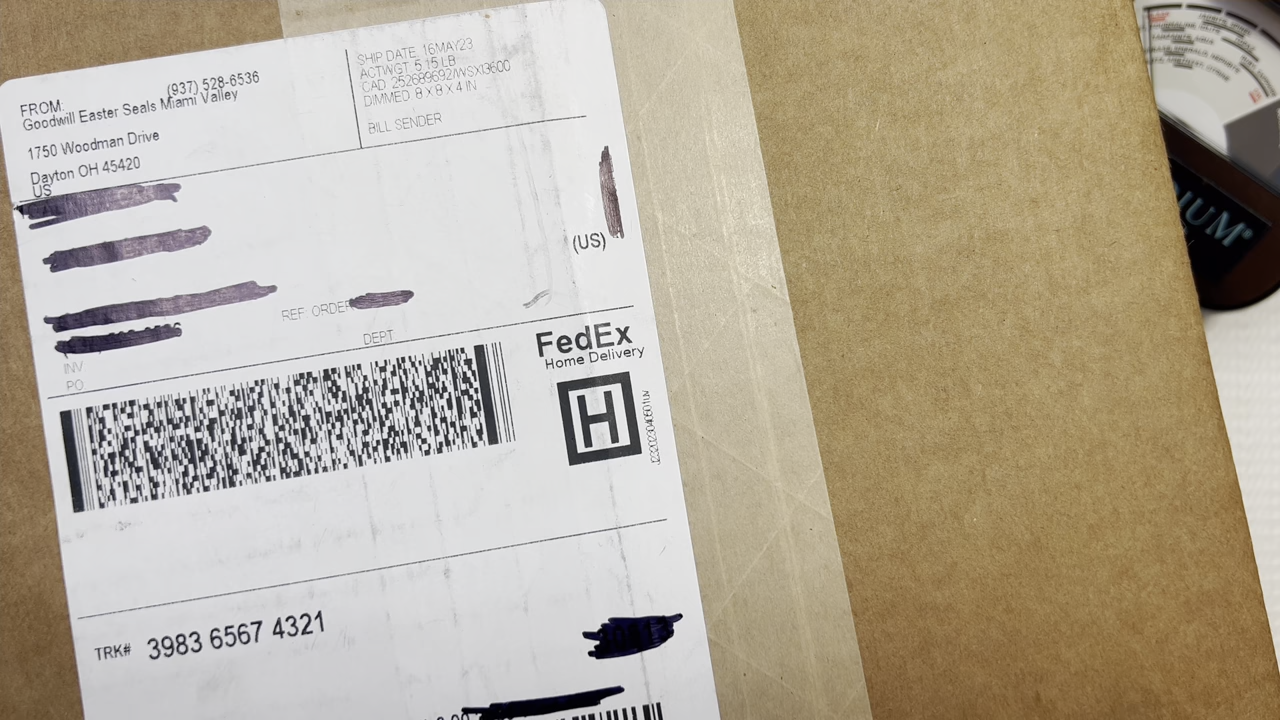 FROM:
(937) 528-6536
Goodwill Easter Seals Miami Valley
1750 Woodman Drive
Dayton OH 45420
US
SHIP DATE 16MAY23
ACTWGT 5.15 LB
CAD 252689692/WSXI3600
DIMMED 8 X 8 X 4 IN
BILL SENDER
(US)
REF ORDER
INV
PO
DEPT
FedEx
Home Delivery
H
TRK# 3983 6567 4321